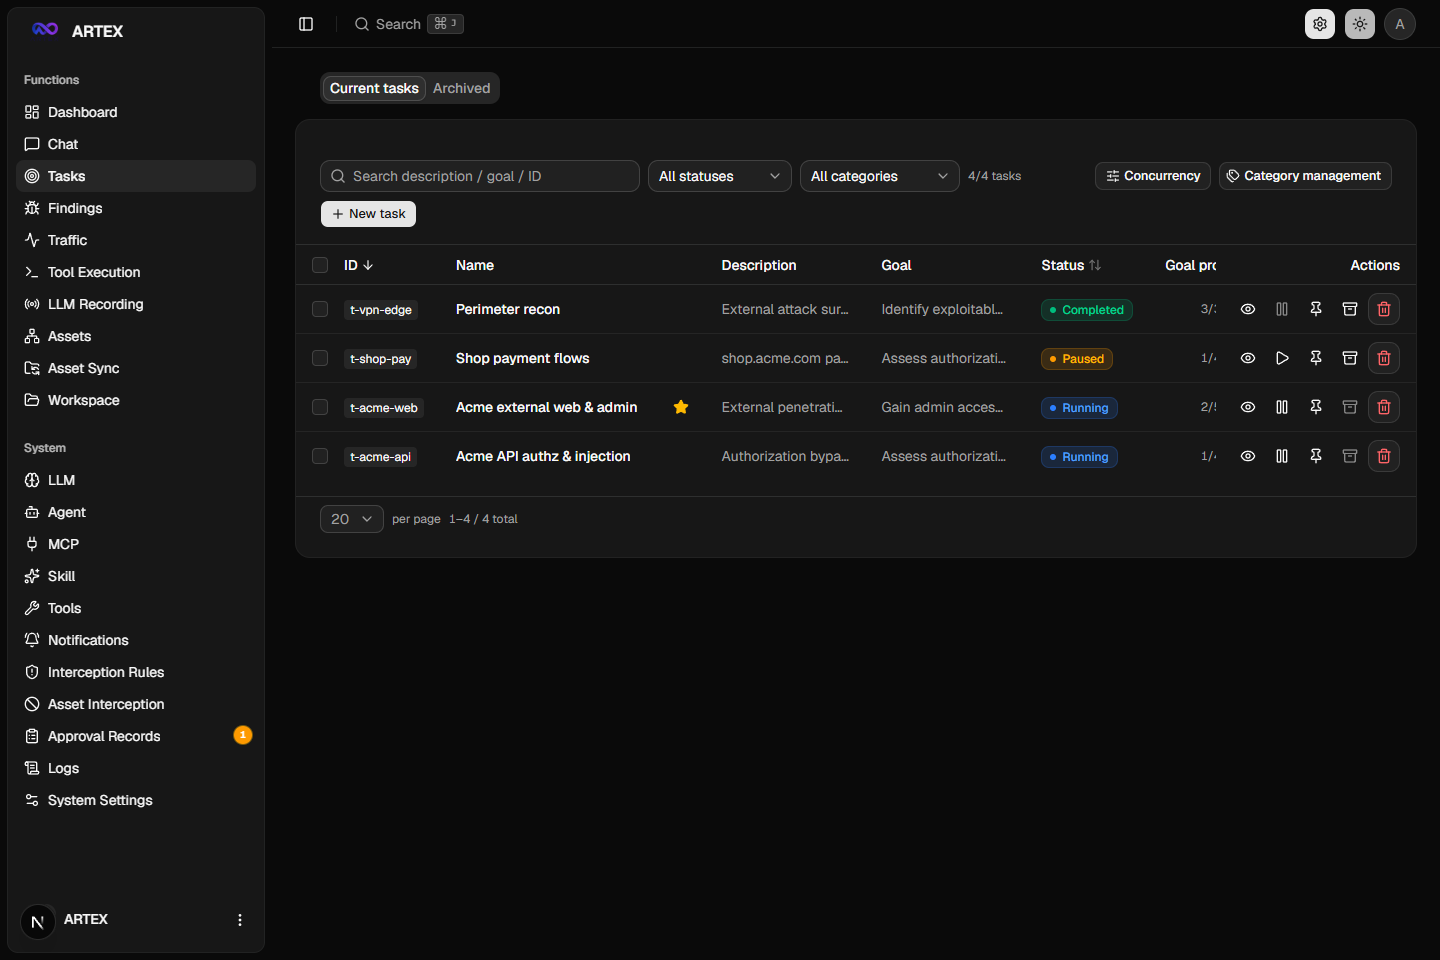 ARTEX
Search ⌘ J
A
Functions
Dashboard
Chat
Tasks
Findings
Traffic
Tool Execution
LLM Recording
Assets
Asset Sync
Workspace
System
LLM
Agent
MCP
Skill
Tools
Notifications
Interception Rules
Asset Interception
Approval Records 1
Logs
System Settings
N ARTEX
Current tasks Archived
Search description / goal / ID All statuses All categories 4/4 tasks Concurrency Category management
New task
ID Name Description Goal Status Goal pro Actions
t-vpn-edge Perimeter recon External attack sur... Identify exploitabl... Completed 3/
t-shop-pay Shop payment flows shop.acme.com pa... Assess authorizati... Paused 1/
t-acme-web Acme external web & admin External penetrati... Gain admin acces... Running 2/
t-acme-api Acme API authz & injection Authorization bypa... Assess authorizati... Running 1/
20 per page 1–4 / 4 total